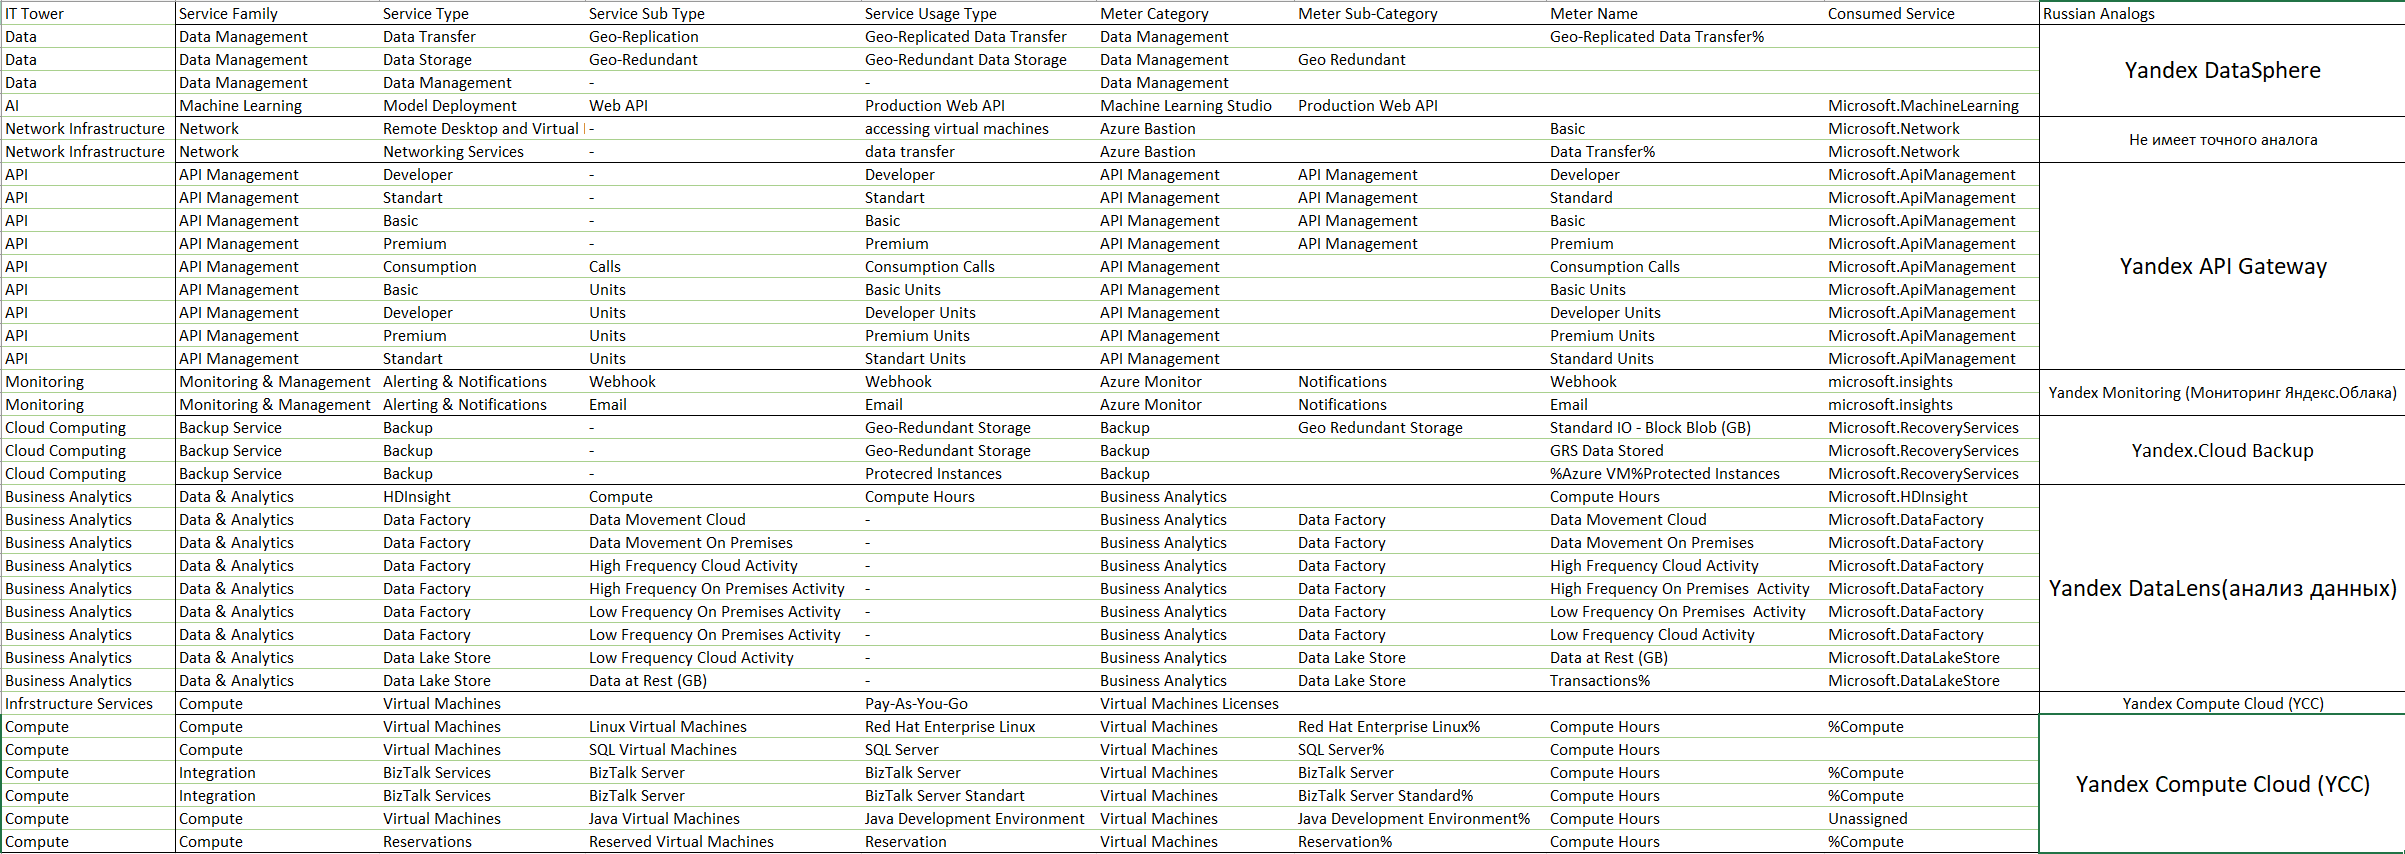 IT Tower Service Family Service Type Service Sub Type Service Usage Type Meter Category Meter Sub-Category Meter Name Consumed Service Russian Analogs
Data Data Management Data Transfer Geo-Replication Geo-Replicated Data Transfer Data Management Geo-Replicated Data Transfer%
Data Data Management Data Storage Geo-Redundant Geo-Redundant Data Storage Data Management Geo Redundant
Yandex DataSphere
Data Data Management Data Management - - Data Management
AI Machine Learning Model Deployment Web API Production Web API Machine Learning Studio Production Web API Microsoft.MachineLearning
Network Infrastructure Network Remote Desktop and Virtual - accessing virtual machines Azure Bastion Basic Microsoft.Network
Не имеет точного аналога
Network Infrastructure Network Networking Services - data transfer Azure Bastion Data Transfer% Microsoft.Network
API API Management Developer - Developer API Management API Management Developer Microsoft.ApiManagement
API API Management Standart - Standart API Management API Management Standard Microsoft.ApiManagement
API API Management Basic - Basic API Management API Management Basic Microsoft.ApiManagement
API API Management Premium - Premium API Management API Management Premium Microsoft.ApiManagement
API API Management Consumption Calls Consumption Calls API Management Consumption Calls Microsoft.ApiManagement
Yandex API Gateway
API API Management Basic Units Basic Units API Management Basic Units Microsoft.ApiManagement
API API Management Developer Units Developer Units API Management Developer Units Microsoft.ApiManagement
API API Management Premium Units Premium Units API Management Premium Units Microsoft.ApiManagement
API API Management Standart Units Standart Units API Management Standard Units Microsoft.ApiManagement
Monitoring Monitoring & Management Alerting & Notifications Webhook Webhook Azure Monitor Notifications Webhook microsoft.insights
Yandex Monitoring (Мониторинг Яндекс.Облака)
Monitoring Monitoring & Management Alerting & Notifications Email Email Azure Monitor Notifications Email microsoft.insights
Cloud Computing Backup Service Backup - Geo-Redundant Storage Backup Geo Redundant Storage Standard IO - Block Blob (GB) Microsoft.RecoveryServices
Cloud Computing Backup Service Backup - Geo-Redundant Storage Backup GRS Data Stored Microsoft.RecoveryServices
Yandex.Cloud Backup
Cloud Computing Backup Service Backup - Protecred Instances Backup %Azure VM%Protected Instances Microsoft.RecoveryServices
Business Analytics Data & Analytics HDInsight Compute Compute Hours Business Analytics Compute Hours Microsoft.HDInsight
Business Analytics Data & Analytics Data Factory Data Movement Cloud - Business Analytics Data Factory Data Movement Cloud Microsoft.DataFactory
Business Analytics Data & Analytics Data Factory Data Movement On Premises - Business Analytics Data Factory Data Movement On Premises Microsoft.DataFactory
Business Analytics Data & Analytics Data Factory High Frequency Cloud Activity - Business Analytics Data Factory High Frequency Cloud Activity Microsoft.DataFactory
Business Analytics Data & Analytics Data Factory High Frequency On Premises Activity - Business Analytics Data Factory High Frequency On Premises Activity Microsoft.DataFactory
Yandex DataLens(анализ данных)
Business Analytics Data & Analytics Data Factory Low Frequency On Premises Activity - Business Analytics Data Factory Low Frequency On Premises Activity Microsoft.DataFactory
Business Analytics Data & Analytics Data Factory Low Frequency On Premises Activity - Business Analytics Data Factory Low Frequency Cloud Activity Microsoft.DataFactory
Business Analytics Data & Analytics Data Lake Store Low Frequency Cloud Activity - Business Analytics Data Lake Store Data at Rest (GB) Microsoft.DataLakeStore
Business Analytics Data & Analytics Data Lake Store Data at Rest (GB) - Business Analytics Data Lake Store Transactions% Microsoft.DataLakeStore
Infrstructure Services Compute Virtual Machines Pay-As-You-Go Virtual Machines Licenses Yandex Compute Cloud (YCC)
Compute Compute Virtual Machines Linux Virtual Machines Red Hat Enterprise Linux Virtual Machines Red Hat Enterprise Linux% Compute Hours %Compute
Compute Compute Virtual Machines SQL Virtual Machines SQL Server Virtual Machines SQL Server% Compute Hours
Compute Integration BizTalk Services BizTalk Server BizTalk Server Virtual Machines BizTalk Server Compute Hours %Compute
Yandex Compute Cloud (YCC)
Compute Integration BizTalk Services BizTalk Server BizTalk Server Standart Virtual Machines BizTalk Server Standard% Compute Hours %Compute
Compute Compute Virtual Machines Java Virtual Machines Java Development Environment Virtual Machines Java Development Environment% Compute Hours Unassigned
Compute Compute Reservations Reserved Virtual Machines Reservation Virtual Machines Reservation% Compute Hours %Compute